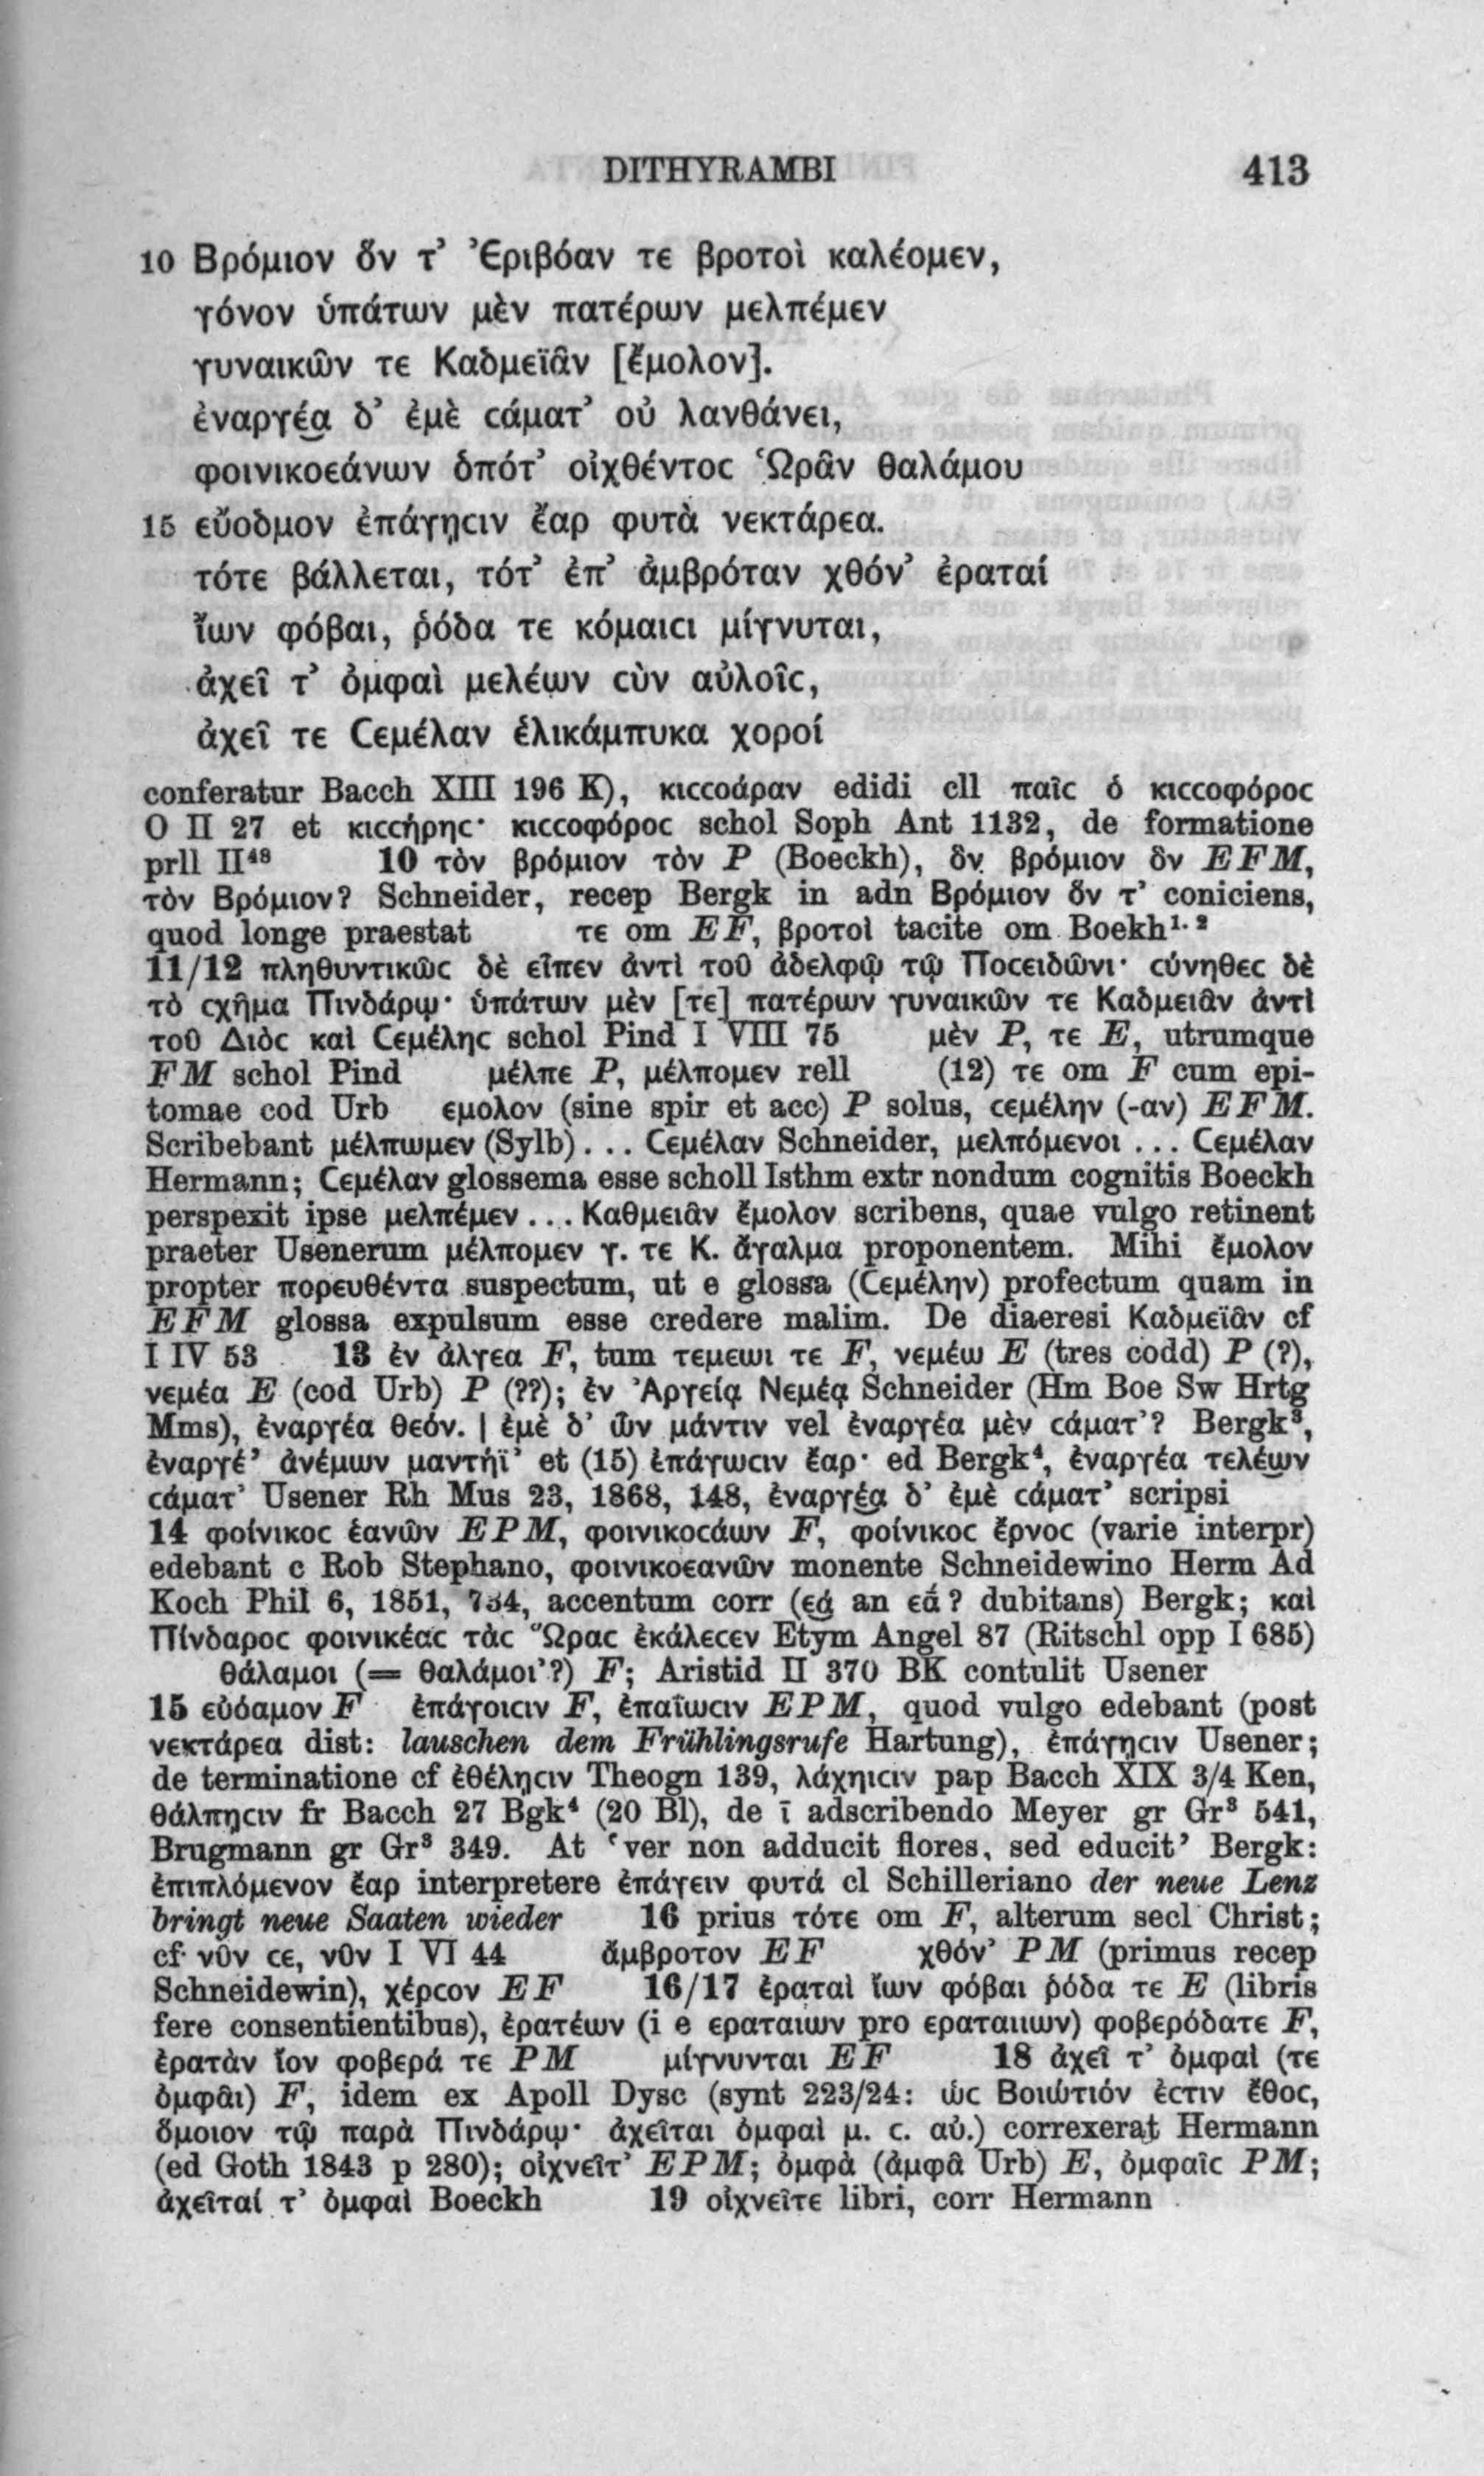 DITHYRAMBI 413
10 Βρόμιον ὅν τ’ Ἐριβόαν τε βροτοὶ καλέομεν,
γόνον ὑπάτων μὲν πατέρων μελπέμεν
γυναικῶν τε Καδμεϊᾶν [ἔμολον].
ἐναργέα δ’ ἐμὲ cάματ’ οὐ λανθάνει,
φοινικοεάνων ὁπότ’ οἰχθέντοc Ὡρᾶν θαλάμου
15 εὔοδμον ἐπάγῃcιν ἔαρ φυτὰ νεκτάρεα.
τότε βάλλεται, τότ’ ἐπ’ ἀμβρόταν χθόν’ ἐραταί
ἴων φόβαι, ῥόδα τε κόμαιcι μίγνυται,
ἀχεῖ τ’ ὀμφαὶ μελέων cὺν αὐλοῖc,
ἀχεῖ τε Cεμέλαν ἑλικάμπυκα χοροί
conferatur Bacch XIII 196 K), κιccοάραν edidi cll παῖc ὁ κιccοφόροc
O II 27 et κιccήρηc· κιccοφόροc schol Soph Ant 1132, de formatione
prll II⁴⁸ 10 τὸν βρόμιον τὸν P (Boeckh), ὃν βρόμιον ὃν EFM,
τὸν Βρόμιον? Schneider, recep Bergk in adn Βρόμιον ὅν τ’ coniciens,
quod longe praestat τε om EF, βροτοὶ tacite om Boekh¹·²
11/12 πληθυντικῶc δὲ εἶπεν ἀντὶ τοῦ ἀδελφῷ τῷ Ποcειδῶνι· cύνηθεc δὲ
τὸ cχῆμα Πινδάρῳ· ὑπάτων μὲν [τε] πατέρων γυναικῶν τε Καδμειᾶν ἀντὶ
τοῦ Διὸc καὶ Cεμέληc schol Pind I VIII 75 μὲν P, τε E, utrumque
FM schol Pind μέλπε P, μέλπομεν rell (12) τε om F cum epi-
tomae cod Urb εμολον (sine spir et acc) P solus, cεμέλην (-αν) EFM.
Scribebant μέλπωμεν (Sylb) ... Cεμέλαν Schneider, μελπόμενοι ... Cεμέλαν
Hermann; Cεμέλαν glossema esse scholl Isthm extr nondum cognitis Boeckh
perspexit ipse μελπέμεν ... Καθμειᾶν ἔμολον scribens, quae vulgo retinent
praeter Usenerum μέλπομεν γ. τε Κ. ἄγαλμα proponentem. Mihi ἔμολον
propter πορευθέντα suspectum, ut e glossa (Cεμέλην) profectum quam in
EFM glossa expulsum esse credere malim. De diaeresi Καδμεϊᾶν cf
I IV 53 13 ἐν ἄλγεα F, tum τεμεωι τε F, νεμέω E (tres codd) P (?),
νεμέα E (cod Urb) P (??); ἐν Ἀργείᾳ Νεμέᾳ Schneider (Hm Boe Sw Hrtg
Mms), ἐναργέα θεόν. | ἐμὲ δ’ ὦν μάντιν vel ἐναργέα μὲν cάματ’? Bergk³,
ἐναργέ’ ἀνέμων μαντήϊ’ et (15) ἐπάγωcιν ἔαρ· ed Bergk⁴, ἐναργέα τελέων
cάματ’ Usener Rh Mus 23, 1868, 148, ἐναργέα δ’ ἐμὲ cάματ’ scripsi
14 φοίνικοc ἑανῶν EPM, φοινικοcάων F, φοίνικοc ἔρνοc (varie interpr)
edebant c Rob Stephano, φοινικοεανῶν monente Schneidewino Herm Ad
Koch Phil 6, 1851, 734, accentum corr (εά an εᾱ́? dubitans) Bergk; καὶ
Πίνδαροc φοινικέαc τὰc Ὥραc ἐκάλεcεν Etym Angel 87 (Ritschl opp I 685)
θάλαμοι (= θαλάμοι’?) F; Aristid II 370 BK contulit Usener
15 εὐόαμον F ἐπάγοιcιν F, ἐπαΐωcιν EPM, quod vulgo edebant (post
νεκτάρεα dist: lauschen dem Frühlingsrufe Hartung), ἐπάγῃcιν Usener;
de terminatione cf ἐθέλῃcιν Theogn 139, λάχηιcιν pap Bacch XIX 3/4 Ken,
θάλπῃcιν fr Bacch 27 Bgk⁴ (20 Bl), de ῑ adscribendo Meyer gr Gr³ 541,
Brugmann gr Gr³ 349. At ‘ver non adducit flores, sed educit’ Bergk:
ἐπιπλόμενον ἔαρ interpretere ἐπάγειν φυτά cl Schilleriano der neue Lenz
bringt neue Saaten wieder 16 prius τότε om F, alterum secl Christ;
cf νῦν cε, νῦν I VI 44 ἄμβροτον EF χθόν’ PM (primus recep
Schneidewin), χέρcον EF 16/17 ἐραταὶ ἴων φόβαι ῥόδα τε E (libris
fere consentientibus), ἐρατέων (i e εραταιων pro εραταιιων) φοβερόδατε F,
ἐρατὰν ἴον φοβερά τε PM μίγνυνται EF 18 ἀχεῖ τ’ ὀμφαὶ (τε
ὀμφᾶι) F, idem ex Apoll Dysc (synt 223/24: ὡc Βοιώτιόν ἐcτιν ἔθοc,
ὅμοιον τῷ παρὰ Πινδάρῳ· ἀχεῖται ὀμφαὶ μ. c. αὐ.) correxerat Hermann
(ed Goth 1843 p 280); οἰχνεῖτ’ EPM; ὀμφὰ (ἀμφᾶ Urb) E, ὀμφαῖc PM;
ἀχεῖταί τ’ ὀμφαὶ Boeckh 19 οἰχνεῖτε libri, corr Hermann